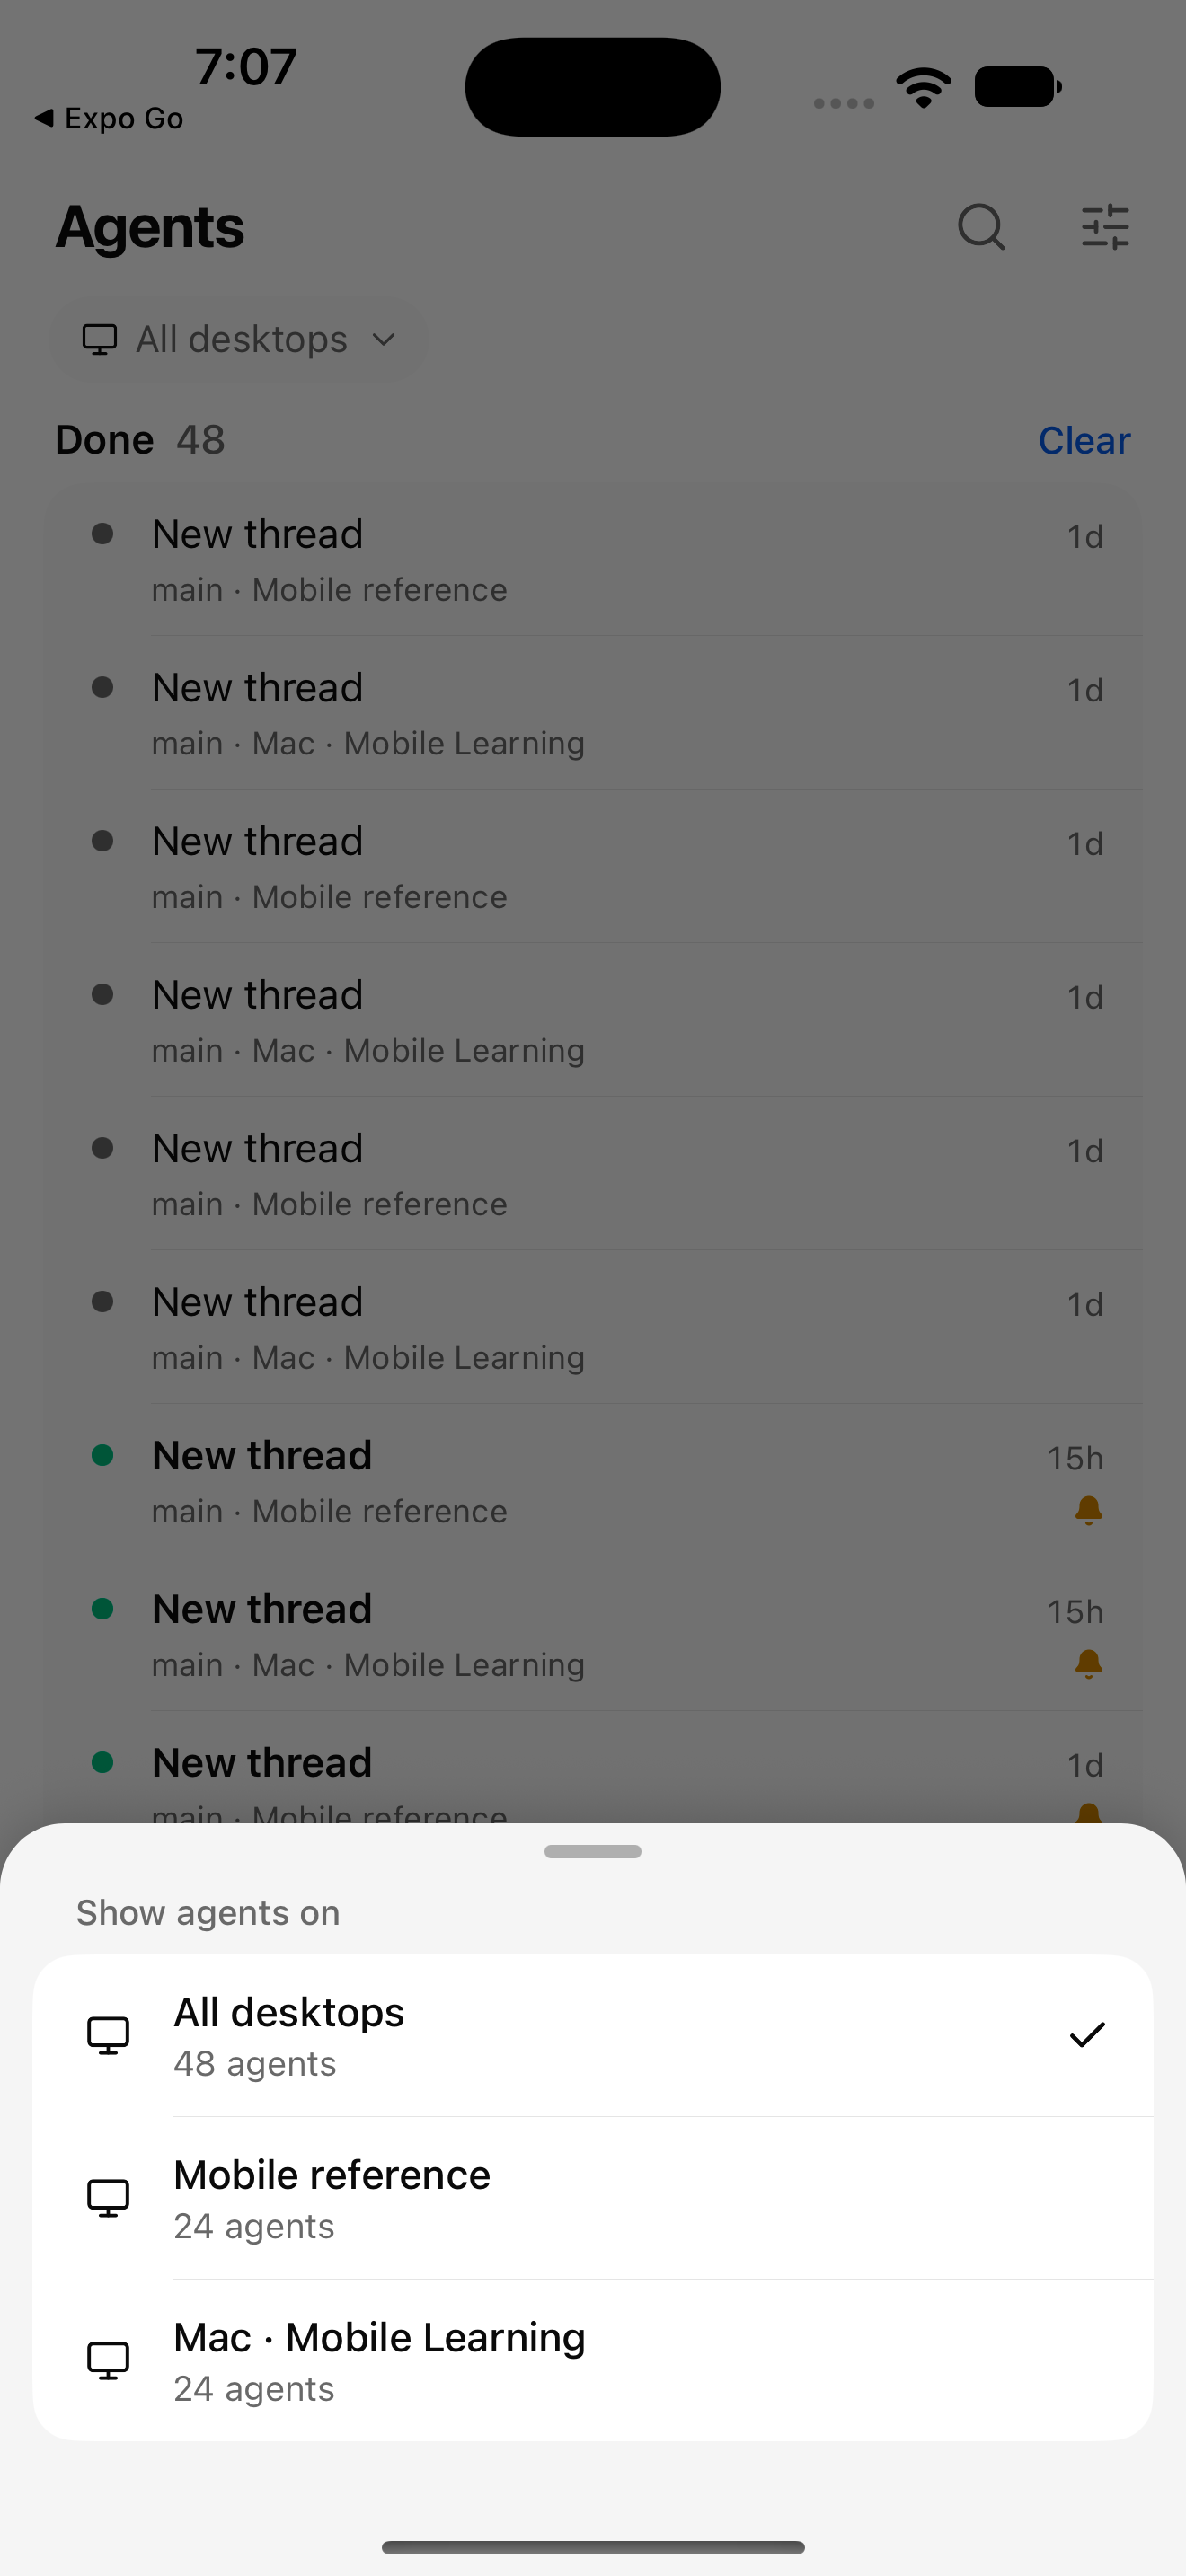 7:07
Expo Go
Agents
All desktops
Done 48
Clear
New thread
1d
main · Mobile reference
New thread
1d
main · Mac · Mobile Learning
New thread
1d
main · Mobile reference
New thread
1d
main · Mac · Mobile Learning
New thread
1d
main · Mobile reference
New thread
1d
main · Mac · Mobile Learning
New thread
15h
main · Mobile reference
New thread
15h
main · Mac · Mobile Learning
New thread
1d
main · Mobile reference
Show agents on
All desktops
48 agents
Mobile reference
24 agents
Mac · Mobile Learning
24 agents